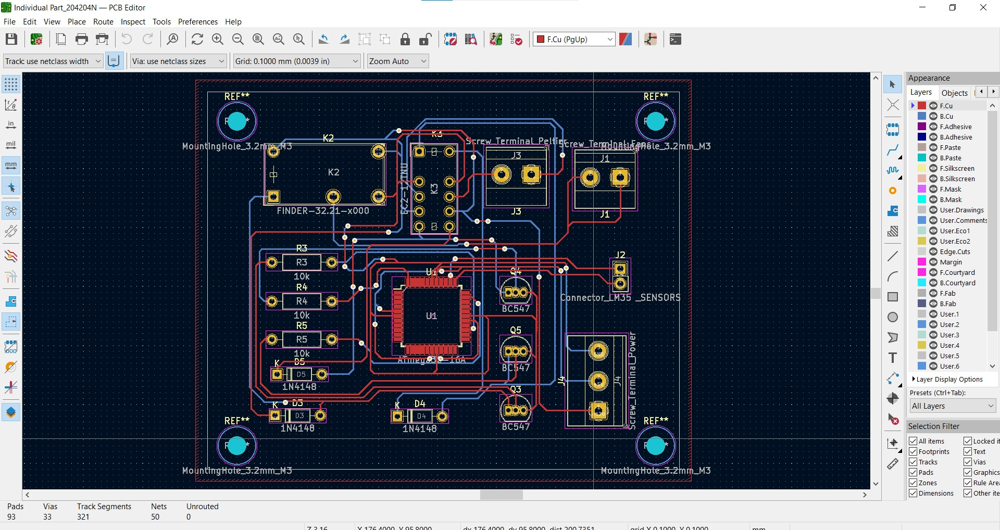 Individual Part_204204N — PCB Editor
File Edit View Place Route Inspect Tools Preferences Help
F.Cu (PgUp)
Track: use netclass width
Via: use netclass sizes
Grid: 0.1000 mm (0.0039 in)
Zoom Auto
in
mil
mm
REF**
REF**
MountingHole_3.2mm_M3
K2
K2
FINDER-32.21-x000
K3
K3
Screw_Terminal_Peltier
J3
J3
Screw_Terminal_Fans
MountingHole_3.2mm_M3
J1
J1
R3
R3
10k
R4
R4
10k
R5
R5
10k
K D5
D5
1N4148
K D3
D3
1N4148
K D4
D4
1N4148
U1
U1
ATmega32-16A
Q4
BC547
Q5
BC547
Q3
BC547
J2
Connector_LM35 _SENSORS
J4
J4
Screw_Terminal_Power
GND
REF**
REF**
MountingHole_3.2mm_M3
MountingHole_3.2mm_M3
Appearance
Layers Objects
F.Cu
B.Cu
F.Adhesive
B.Adhesive
F.Paste
B.Paste
F.Silkscreen
B.Silkscreen
F.Mask
B.Mask
User.Drawings
User.Comments
User.Eco1
User.Eco2
Edge.Cuts
Margin
F.Courtyard
B.Courtyard
F.Fab
B.Fab
User.1
User.2
User.3
User.4
User.5
User.6
Layer Display Options
Presets (Ctrl+Tab):
All Layers
Selection Filter
All items Locked it
Footprints Text
Tracks Vias
Pads Graphics
Zones Rule Area
Dimensions Other ite
Pads Vias Track Segments Nets Unrouted
93 33 321 50 0
Z 3.16 X 176.4000 Y 95.8000 dx 176.4000 dy 95.8000 dist 200.7351 grid X 0.1000 Y 0.1000 mm